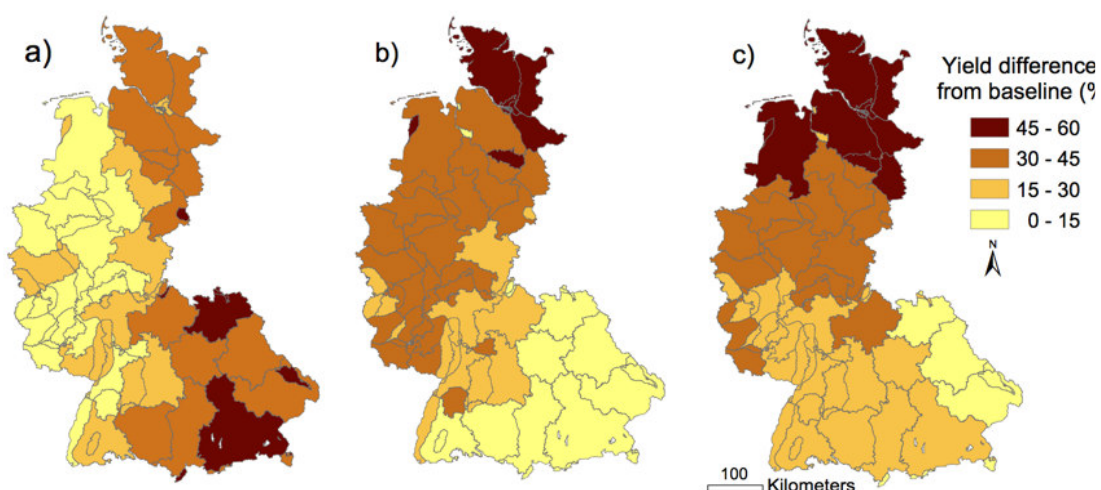 a)
b)
c)
Yield difference
from baseline (%
45 - 60
30 - 45
15 - 30
0 - 15
N
100
Kilometers